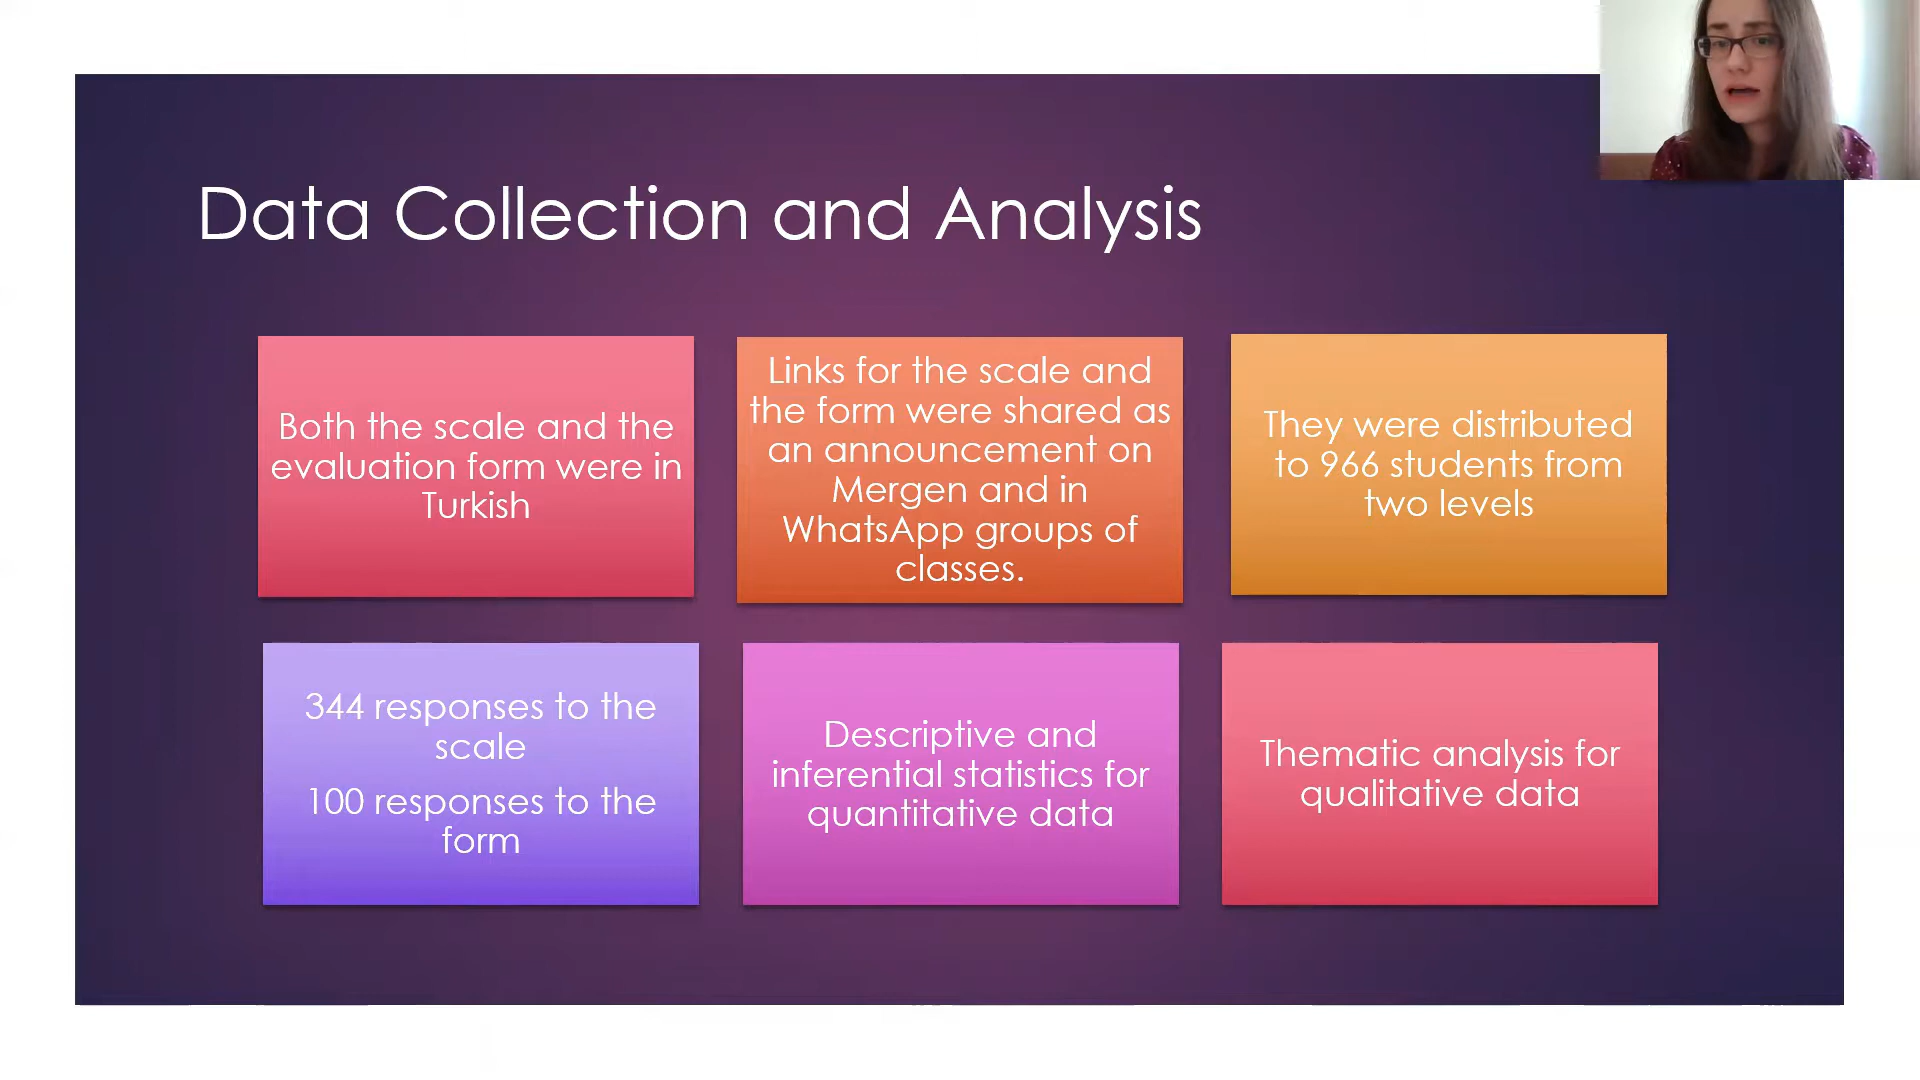 Data Collection and Analysis
Both the scale and the
evaluation form were in
Turkish
Links for the scale and
the form were shared as
an announcement on
Mergen and in
WhatsApp groups of
classes.
They were distributed
to 966 students from
two levels
344 responses to the
scale
100 responses to the
form
Descriptive and
inferential statistics for
quantitative data
Thematic analysis for
qualitative data